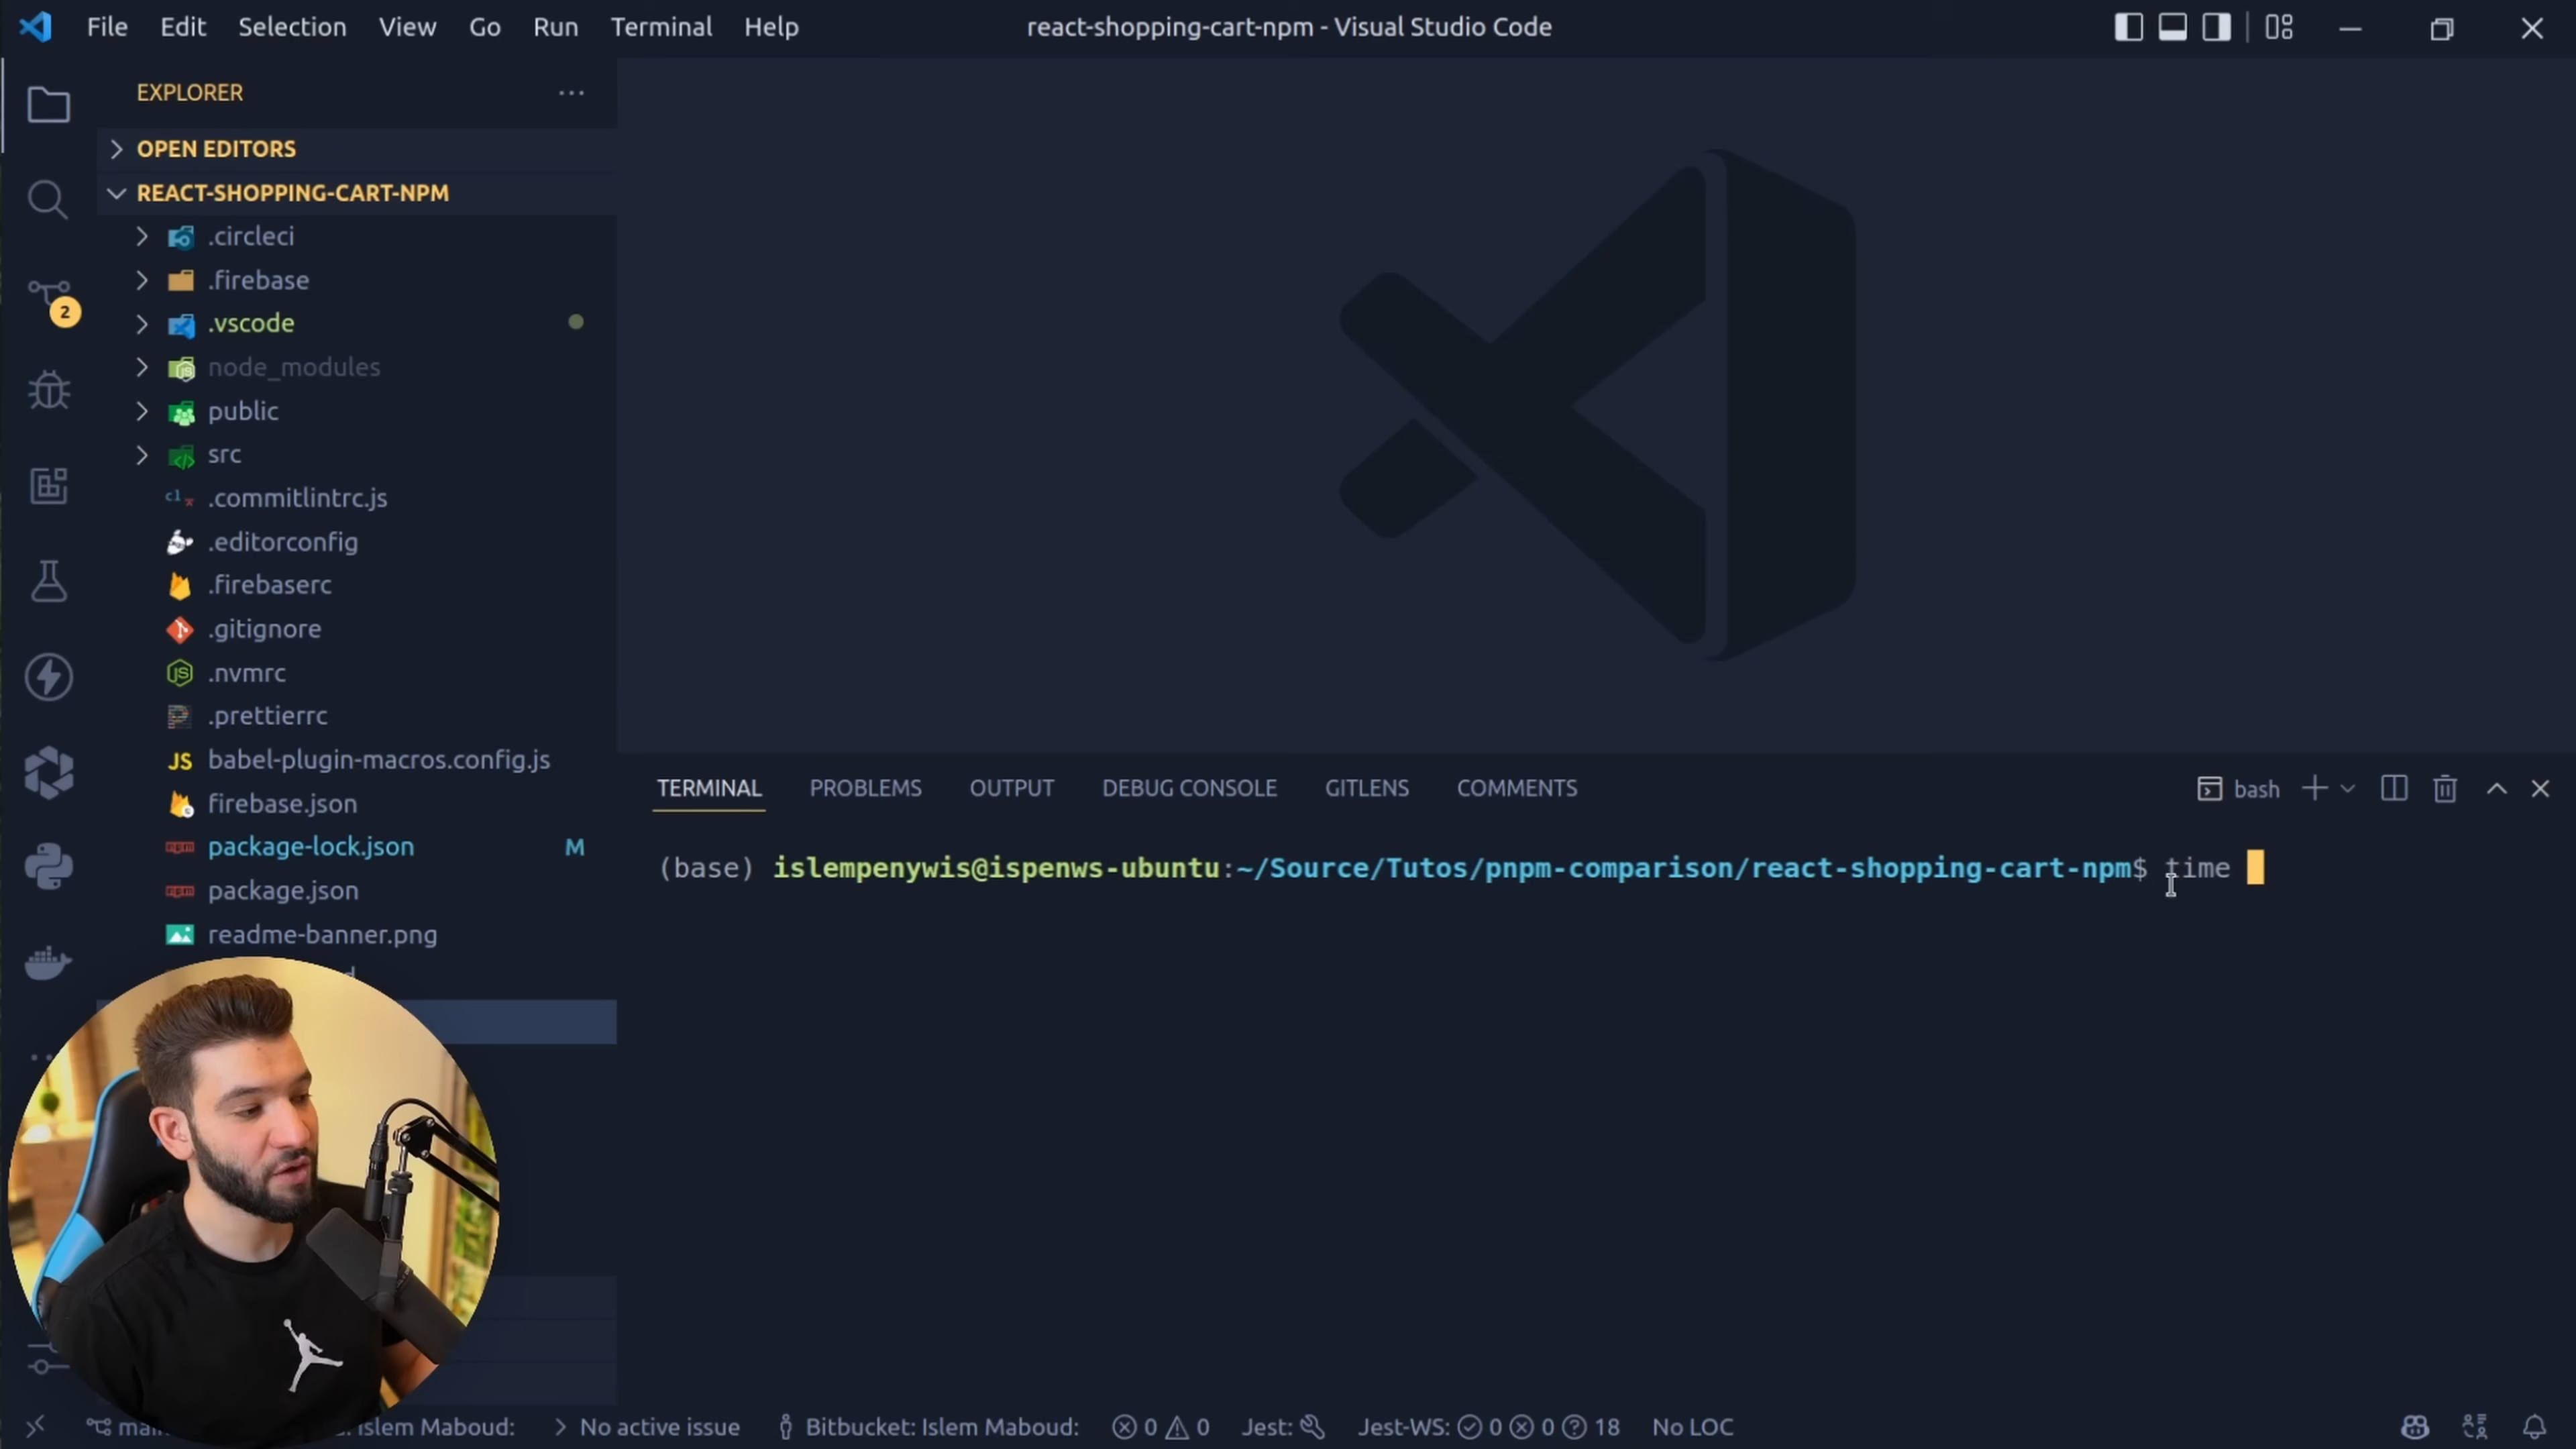 File Edit Selection View Go Run Terminal Help
react-shopping-cart-npm - Visual Studio Code
EXPLORER
OPEN EDITORS
REACT-SHOPPING-CART-NPM
.circleci
.firebase
2
.vscode
node_modules
public
src
.commitlintrc.js
.editorconfig
.firebaserc
.gitignore
.nvmrc
.prettierrc
JS babel-plugin-macros.config.js
firebase.json
package-lock.json M
package.json
readme-banner.png
TERMINAL PROBLEMS OUTPUT DEBUG CONSOLE GITLENS COMMENTS bash
(base) islempenywis@ispenws-ubuntu:~/Source/Tutos/pnpm-comparison/react-shopping-cart-npm$ time
Islem Maboud: No active issue Bitbucket: Islem Maboud: 0 0 Jest: Jest-WS: 0 0 18 No LOC